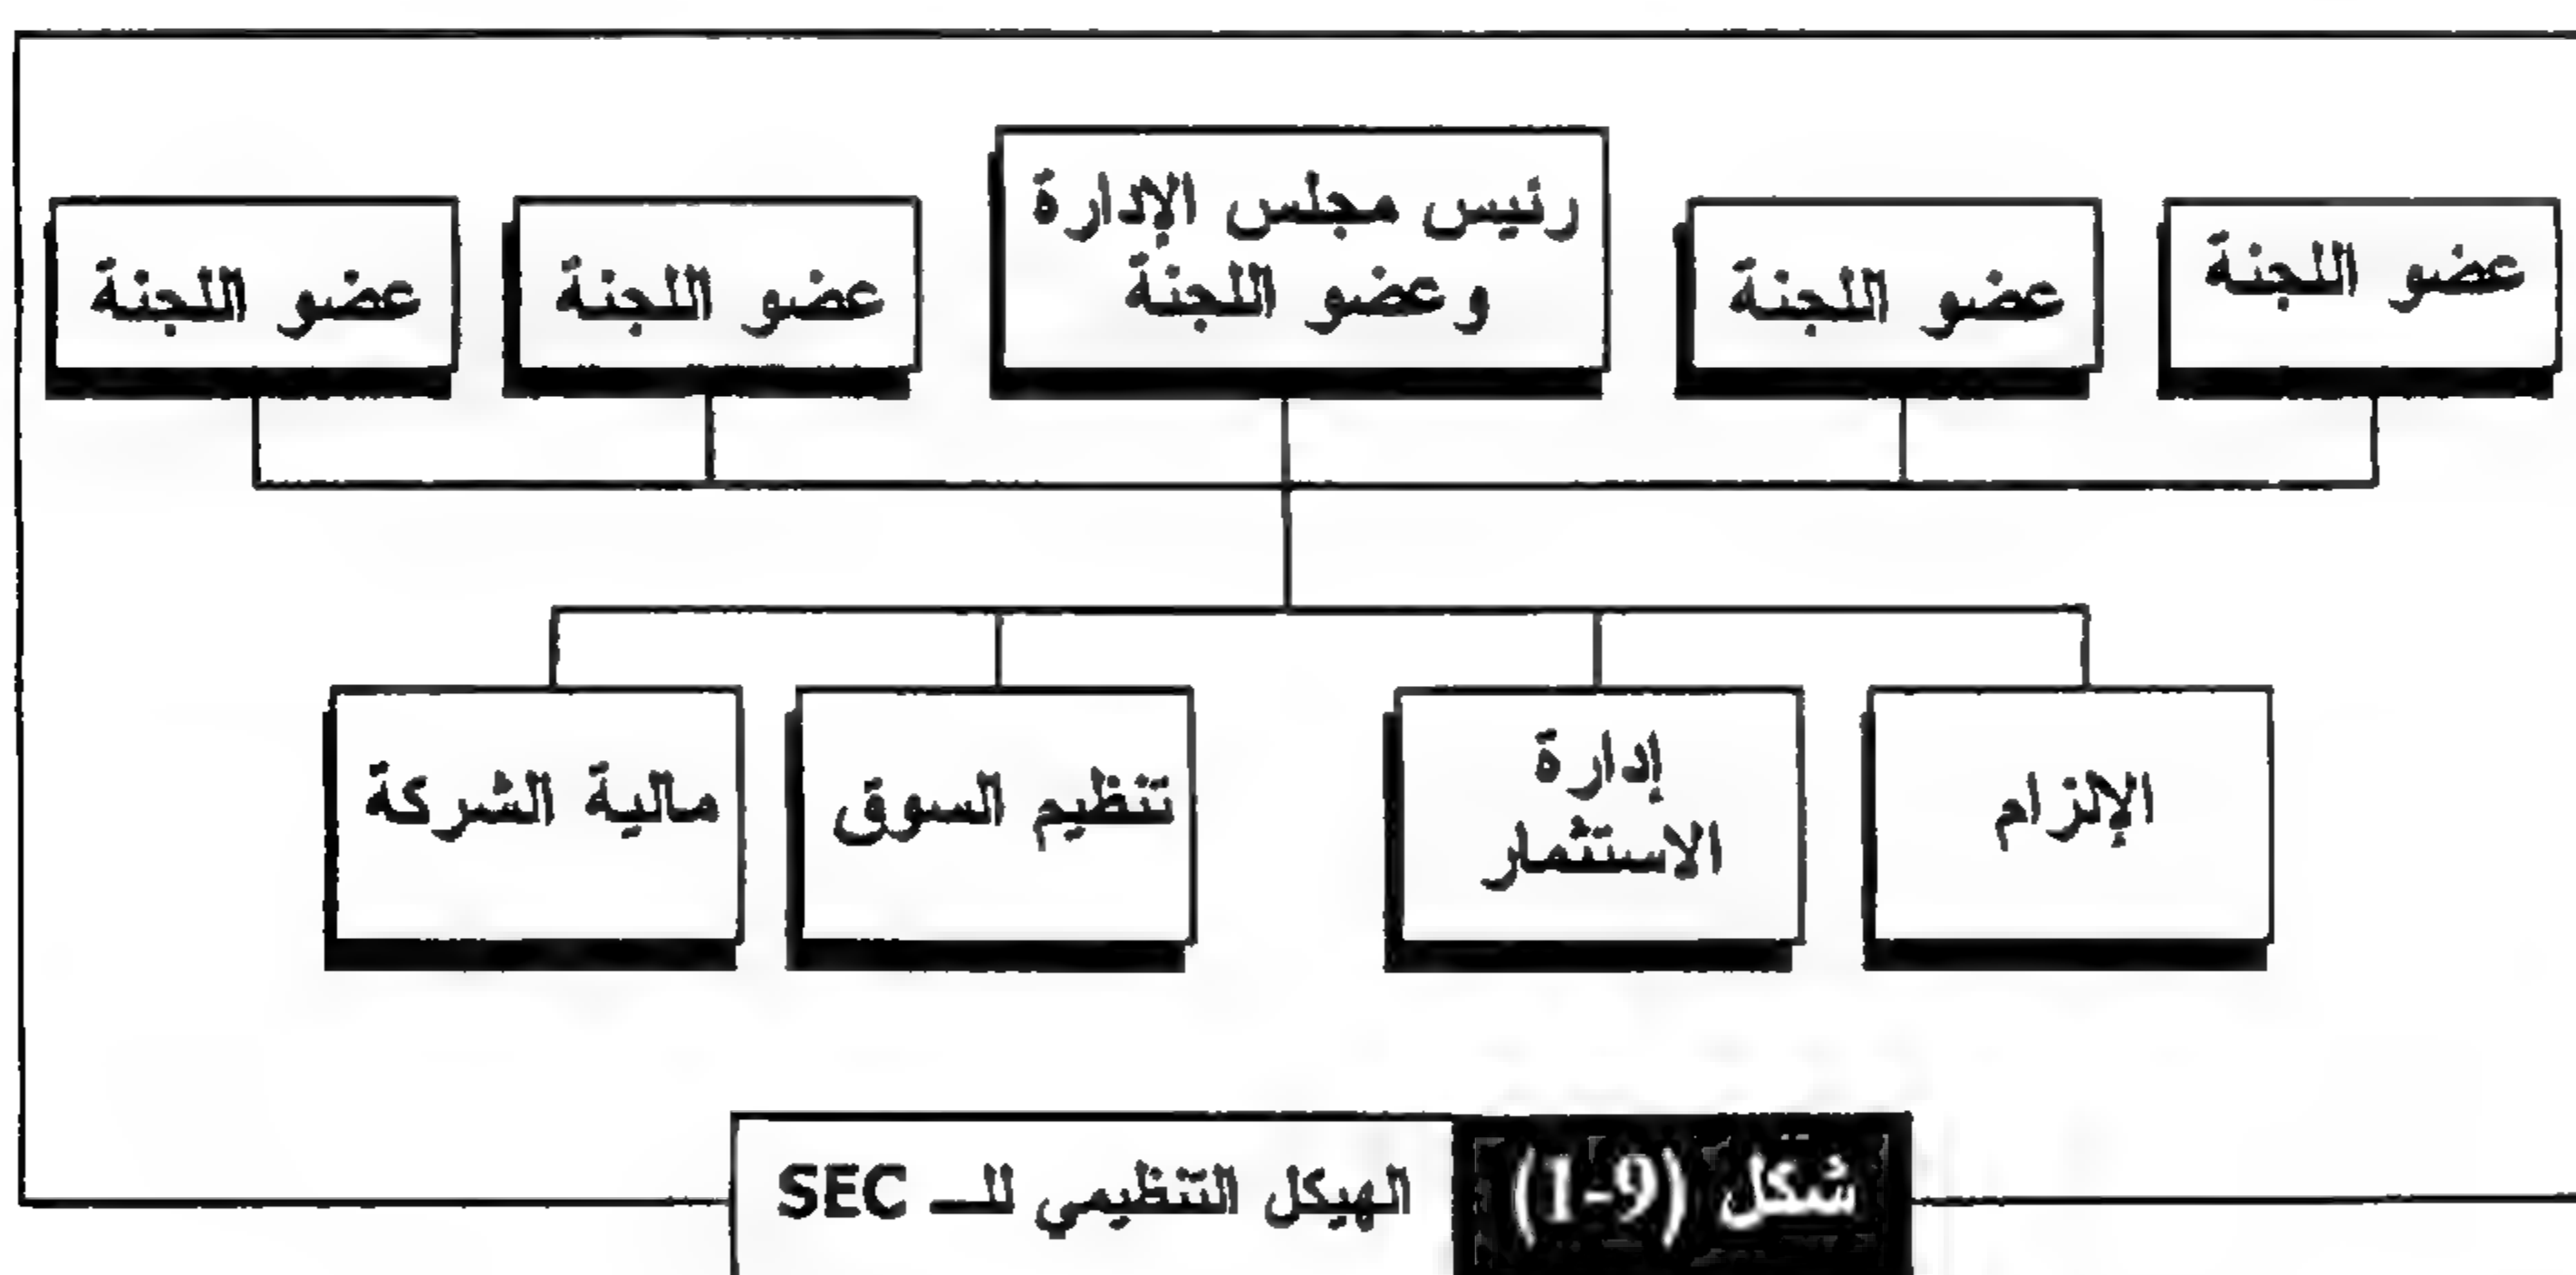 عضو اللجنة
عضو اللجنة
رئيس مجلس الإدارة
وعضو اللجنة
عضو اللجنة
عضو اللجنة
الإلزام
إدارة
الاستثمار
تنظيم السوق
مالية الشركة
شكل (9-1) الهيكل التنظيمي للـ SEC